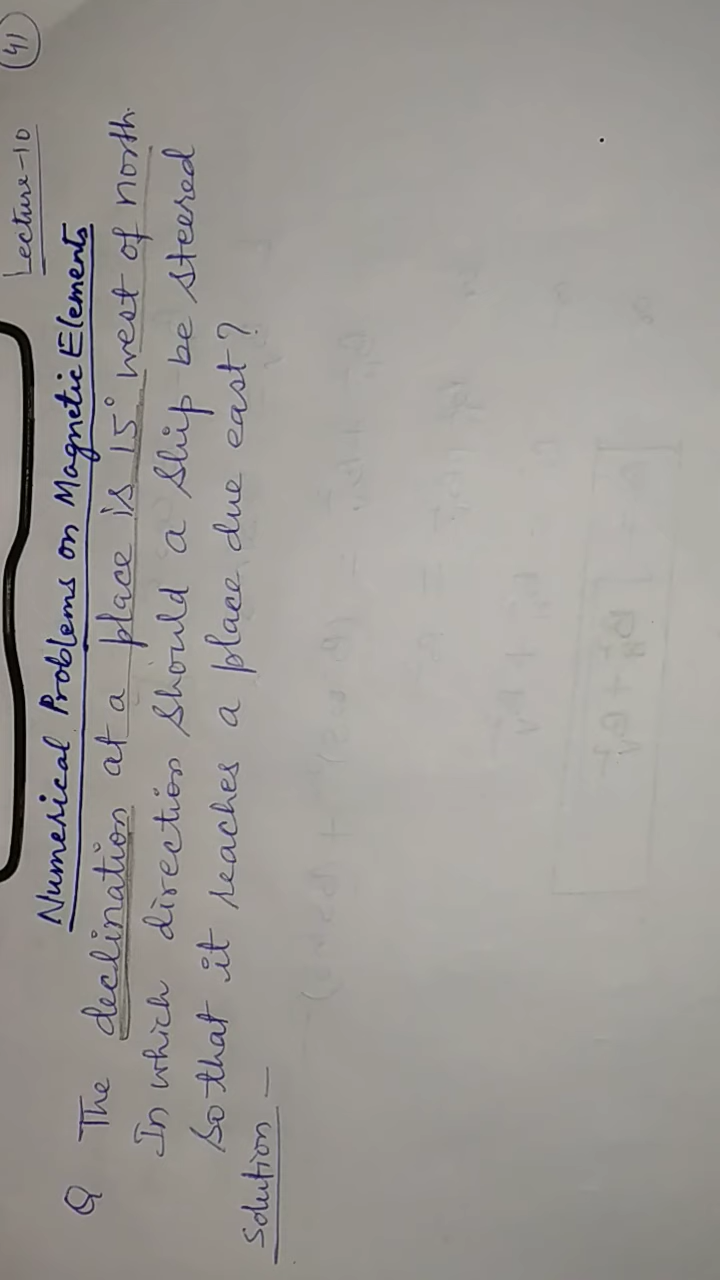 Lecture-10 (41)
Numerical Problems on Magnetic Elements
Q The declination at a place is 15° west of north.
In which direction should a ship be steered
so that it reaches a place due east?
Solution -